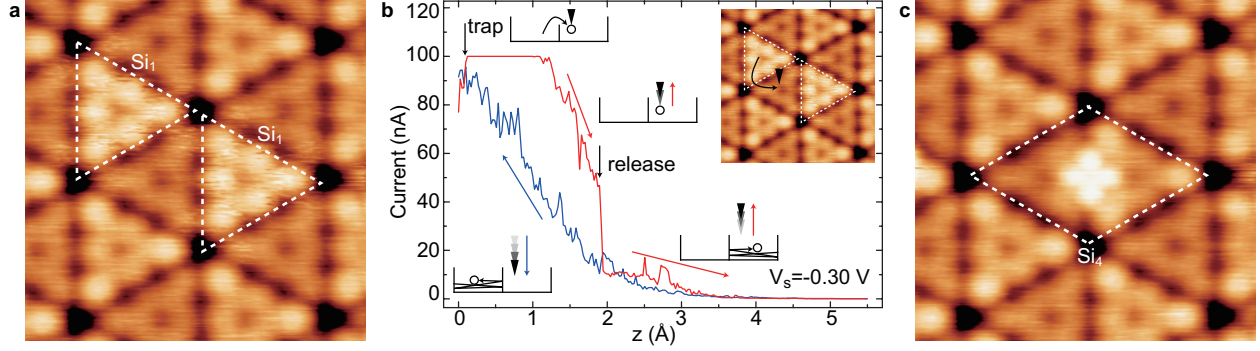 a
Si1
Si1
b
120
100
80
60
40
20
0
Current (nA)
trap
release
Vs=-0.30 V
0
1
2
3
4
5
z (Å)
c
Si4